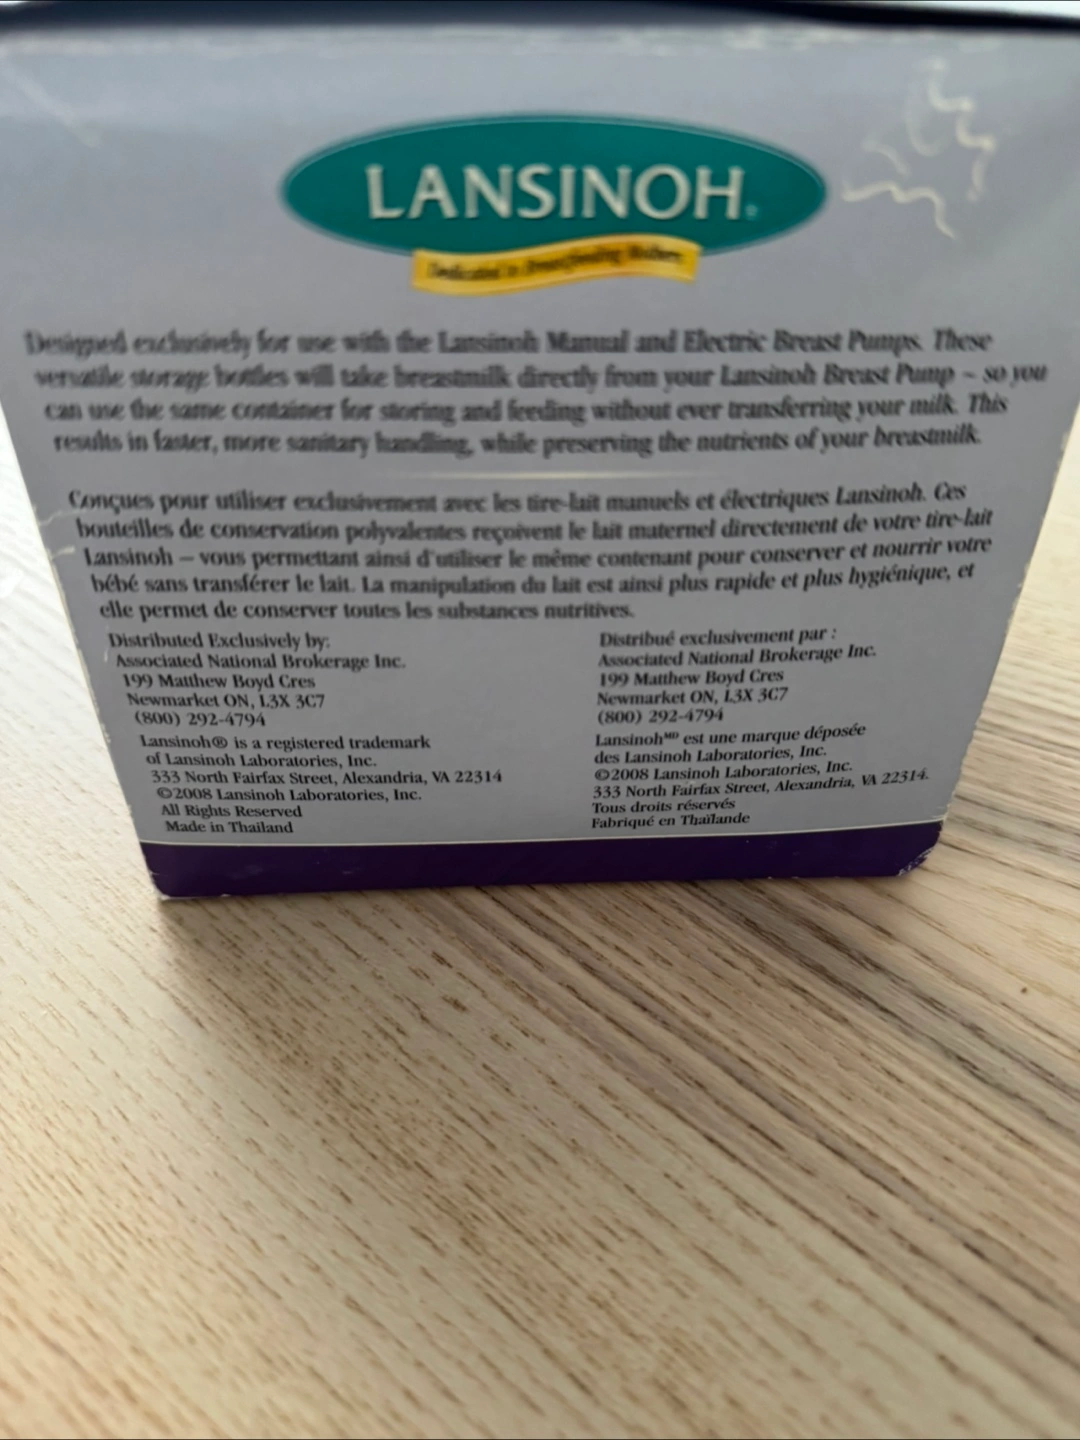 LANSINOH®
Dedicated to Breastfeeding Mothers
Designed exclusively for use with the Lansinoh Manual and Electric Breast Pumps. These
versatile storage bottles will take breastmilk directly from your Lansinoh Breast Pump – so you
can use the same container for storing and feeding without ever transferring your milk. This
results in faster, more sanitary handling, while preserving the nutrients of your breastmilk.
Conçues pour utiliser exclusivement avec les tire-lait manuels et électriques Lansinoh. Ces
bouteilles de conservation polyvalentes reçoivent le lait maternel directement de votre tire-lait
Lansinoh – vous permettant ainsi d'utiliser le même contenant pour conserver et nourrir votre
bébé sans transférer le lait. La manipulation du lait est ainsi plus rapide et plus hygiénique, et
elle permet de conserver toutes les substances nutritives.
Distributed Exclusively by:
Associated National Brokerage Inc.
199 Matthew Boyd Cres
Newmarket ON, L3X 3C7
(800) 292-4794
Lansinoh® is a registered trademark
of Lansinoh Laboratories, Inc.
333 North Fairfax Street, Alexandria, VA 22314
©2008 Lansinoh Laboratories, Inc.
All Rights Reserved
Made in Thailand
Distribué exclusivement par :
Associated National Brokerage Inc.
199 Matthew Boyd Cres
Newmarket ON, L3X 3C7
(800) 292-4794
Lansinohᴹᴰ est une marque déposée
des Lansinoh Laboratories, Inc.
©2008 Lansinoh Laboratories, Inc.
333 North Fairfax Street, Alexandria, VA 22314.
Tous droits réservés
Fabriqué en Thaïlande